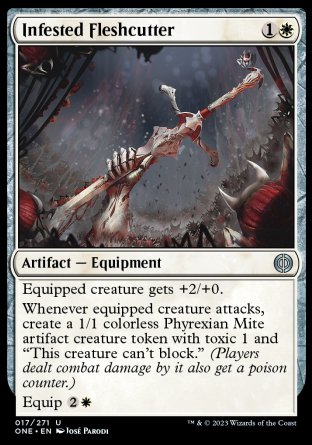 Infested Fleshcutter 1
Artifact — Equipment
Equipped creature gets +2/+0.
Whenever equipped creature attacks,
create a 1/1 colorless Phyrexian Mite
artifact creature token with toxic 1 and
“This creature can’t block.” (Players
dealt combat damage by it also get a poison
counter.)
Equip 2
017/271 U
ONE • EN José Parodi ™ & © 2023 Wizards of the Coast